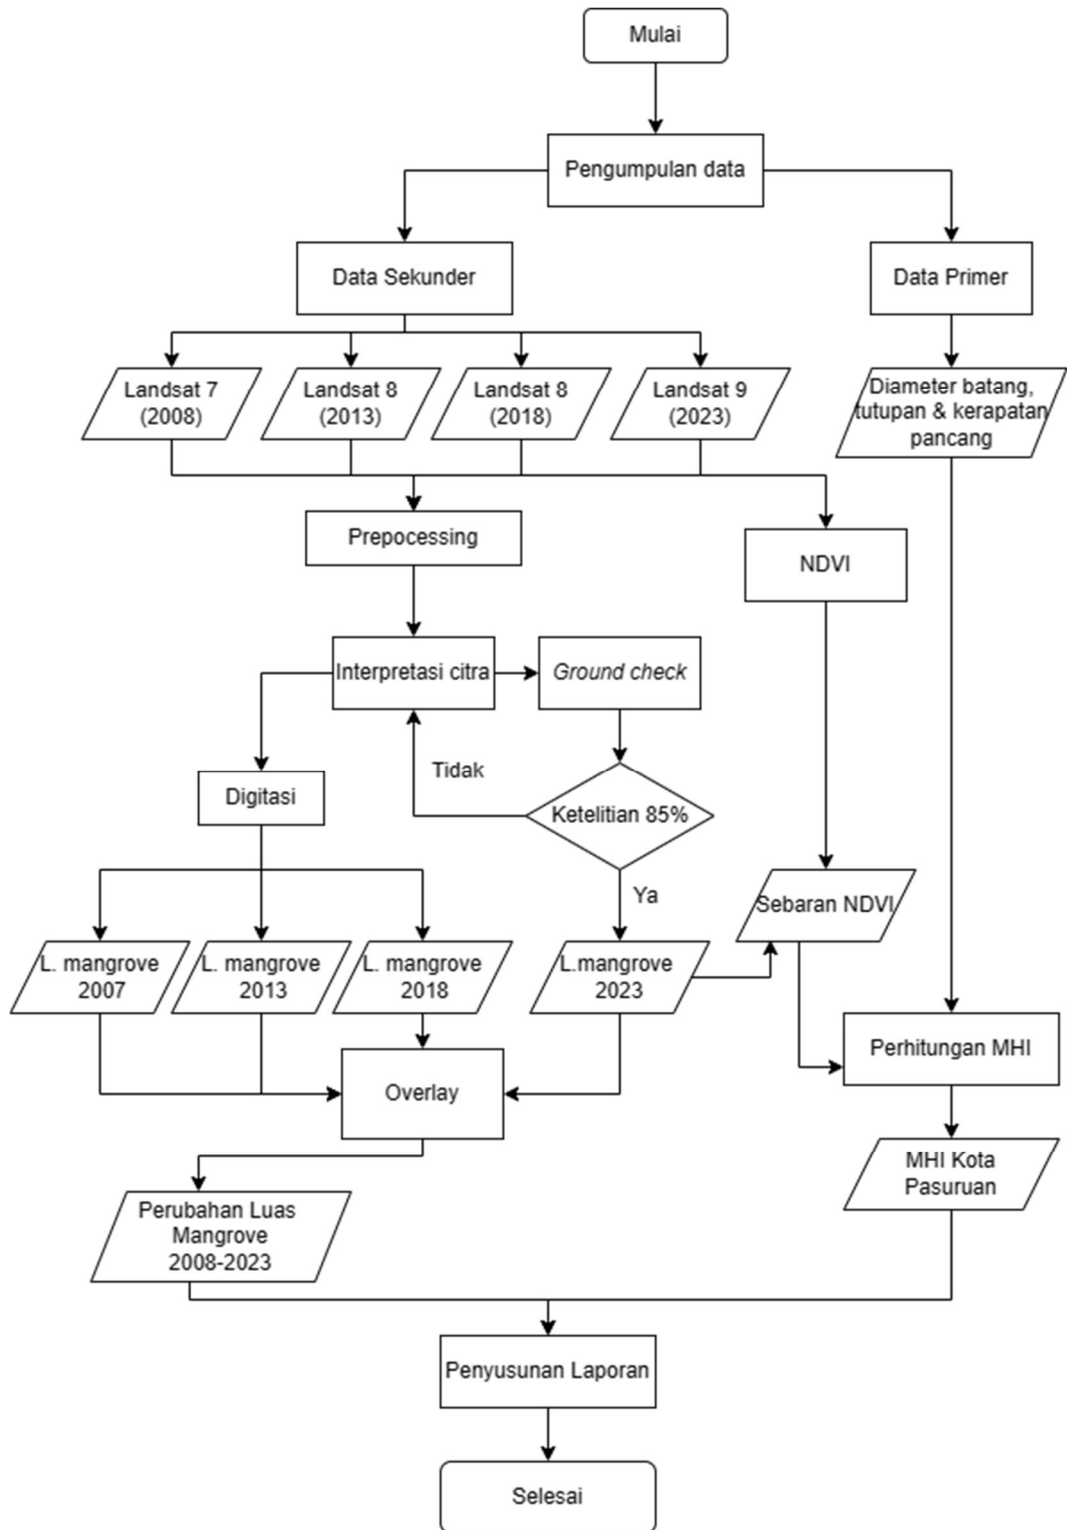 Mulai
Pengumpulan data
Data Sekunder
Data Primer
Landsat 7
(2008)
Landsat 8
(2013)
Landsat 8
(2018)
Landsat 9
(2023)
Diameter batang,
tutupan & kerapatan
pancang
Prepocessing
NDVI
Interpretasi citra
Ground check
Tidak
Digitasi
Ketelitian 85%
Ya
Sebaran NDVI
L. mangrove
2007
L. mangrove
2013
L. mangrove
2018
L.mangrove
2023
Perhitungan MHI
Overlay
MHI Kota
Pasuruan
Perubahan Luas
Mangrove
2008-2023
Penyusunan Laporan
Selesai